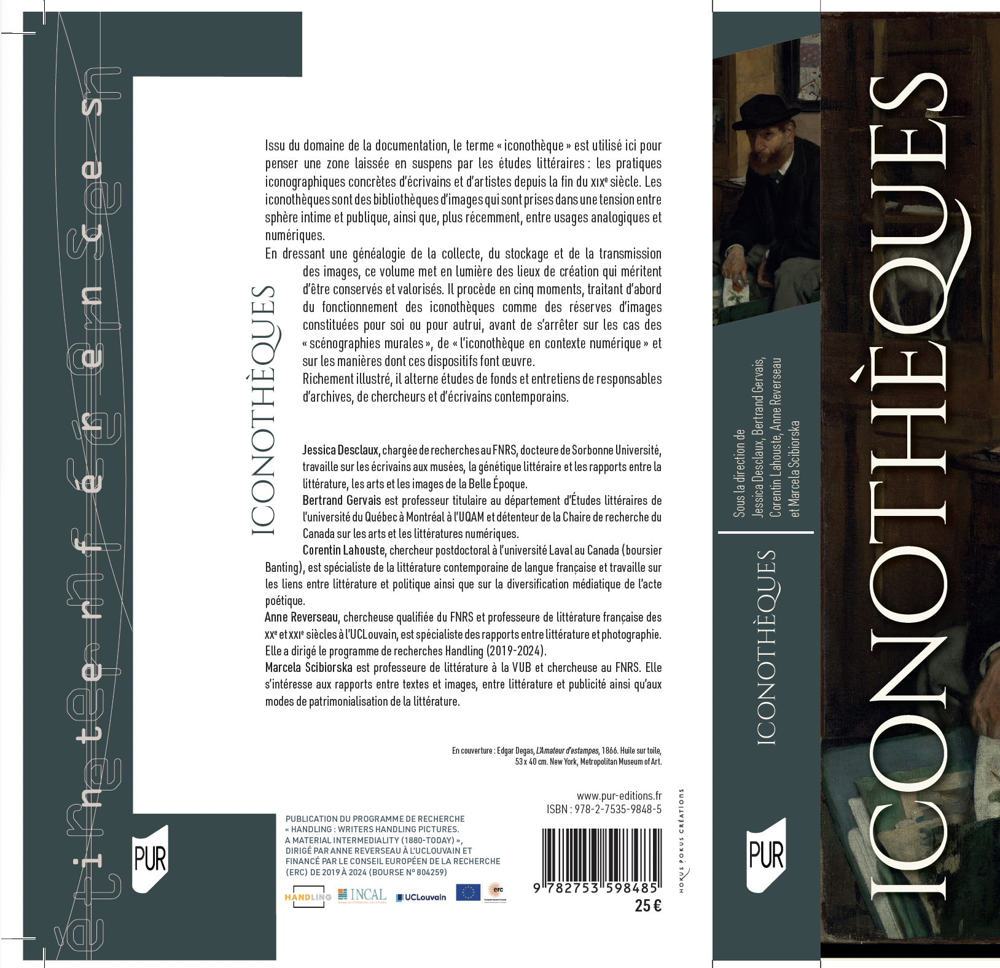 interférences
Issu du domaine de la documentation, le terme « iconothèque » est utilisé ici pour
penser une zone laissée en suspens par les études littéraires : les pratiques
iconographiques concrètes d’écrivains et d’artistes depuis la fin du XIXe siècle. Les
iconothèques sont des bibliothèques d’images qui sont prises dans une tension entre
sphère intime et publique, ainsi que, plus récemment, entre usages analogiques et
numériques.
En dressant une généalogie de la collecte, du stockage et de la transmission
des images, ce volume met en lumière des lieux de création qui méritent
d’être conservés et valorisés. Il procède en cinq moments, traitant d’abord
du fonctionnement des iconothèques comme des réserves d’images
constituées pour soi ou pour autrui, avant de s’arrêter sur les cas des
« scénographies murales », de « l’iconothèque en contexte numérique » et
sur les manières dont ces dispositifs font œuvre.
Richement illustré, il alterne études de fonds et entretiens de responsables
d’archives, de chercheurs et d’écrivains contemporains.
ICONOTHÈQUES
Jessica Desclaux, chargée de recherches au FNRS, docteure de Sorbonne Université,
travaille sur les écrivains aux musées, la génétique littéraire et les rapports entre la
littérature, les arts et les images de la Belle Époque.
Bertrand Gervais est professeur titulaire au département d’Études littéraires de
l’université du Québec à Montréal à l’UQAM et détenteur de la Chaire de recherche du
Canada sur les arts et les littératures numériques.
Corentin Lahouste, chercheur postdoctoral à l’université Laval au Canada (boursier
Banting), est spécialiste de la littérature contemporaine de langue française et travaille sur
les liens entre littérature et politique ainsi que sur la diversification médiatique de l’acte
poétique.
Anne Reverseau, chercheuse qualifiée du FNRS et professeure de littérature française des
XXe et XXIe siècles à l’UCLouvain, est spécialiste des rapports entre littérature et photographie.
Elle a dirigé le programme de recherches Handling (2019-2024).
Marcela Scibiorska est professeure de littérature à la VUB et chercheuse au FNRS. Elle
s’intéresse aux rapports entre textes et images, entre littérature et publicité ainsi qu’aux
modes de patrimonialisation de la littérature.
En couverture : Edgar Degas, L’Amateur d’estampes, 1866. Huile sur toile,
53 x 40 cm. New York, Metropolitan Museum of Art.
www.pur-editions.fr
ISBN : 978-2-7535-9848-5
PUBLICATION DU PROGRAMME DE RECHERCHE
« HANDLING : WRITERS HANDLING PICTURES.
A MATERIAL INTERMEDIALITY (1880-TODAY) »,
DIRIGÉ PAR ANNE REVERSEAU À L’UCLOUVAIN ET
FINANCÉ PAR LE CONSEIL EUROPÉEN DE LA RECHERCHE
(ERC) DE 2019 À 2024 (BOURSE N° 804259)
PUR
HANDLING
INCAL
UCLouvain
erc
9 782753 598485
25 €
HOKUS POKUS CRÉATIONS
Sous la direction de
Jessica Desclaux, Bertrand Gervais,
Corentin Lahouste, Anne Reverseau
et Marcela Scibiorska
ICONOTHÈQUES
PUR
ICONOTHÈQUES